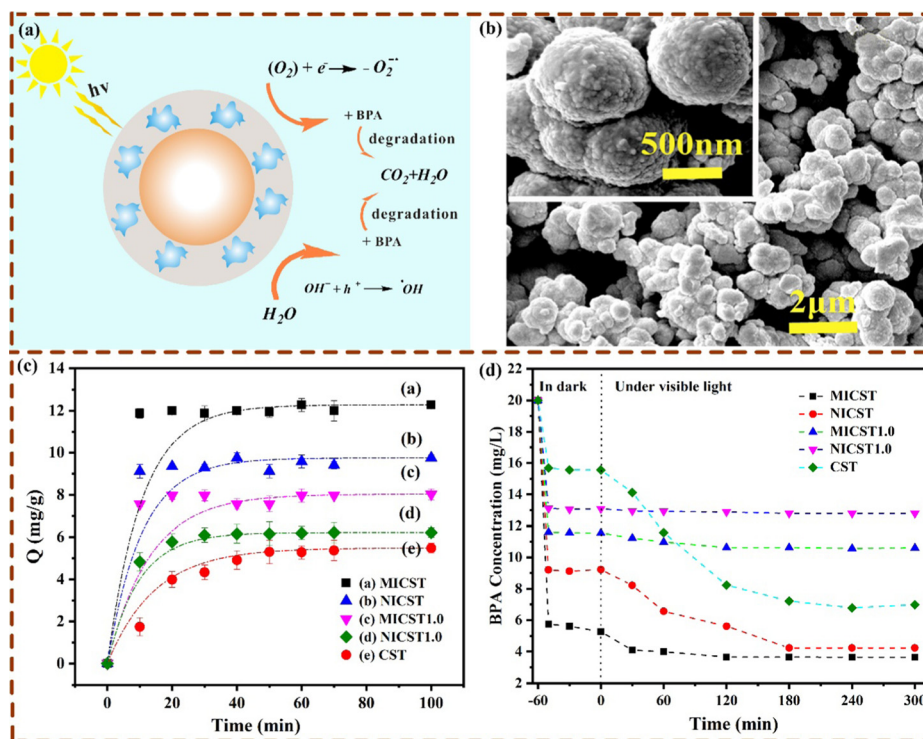 (a)
hv
(O₂) + e⁻ → – O₂⁻·
+ BPA
degradation
CO₂+H₂O
degradation
+ BPA
OH⁻ + h⁺ → ·OH
H₂O
(b)
500nm
2μm
(c)
14
12
10
8
6
4
2
0
Q (mg/g)
(a)
(b)
(c)
(d)
(e)
(a) MICST
(b) NICST
(c) MICST1.0
(d) NICST1.0
(e) CST
0 20 40 60 80 100
Time (min)
(d)
In dark
Under visible light
MICST
NICST
MICST1.0
NICST1.0
CST
22
20
18
16
14
12
10
8
6
4
2
BPA Concentration (mg/L)
-60 0 60 120 180 240 300
Time (min)